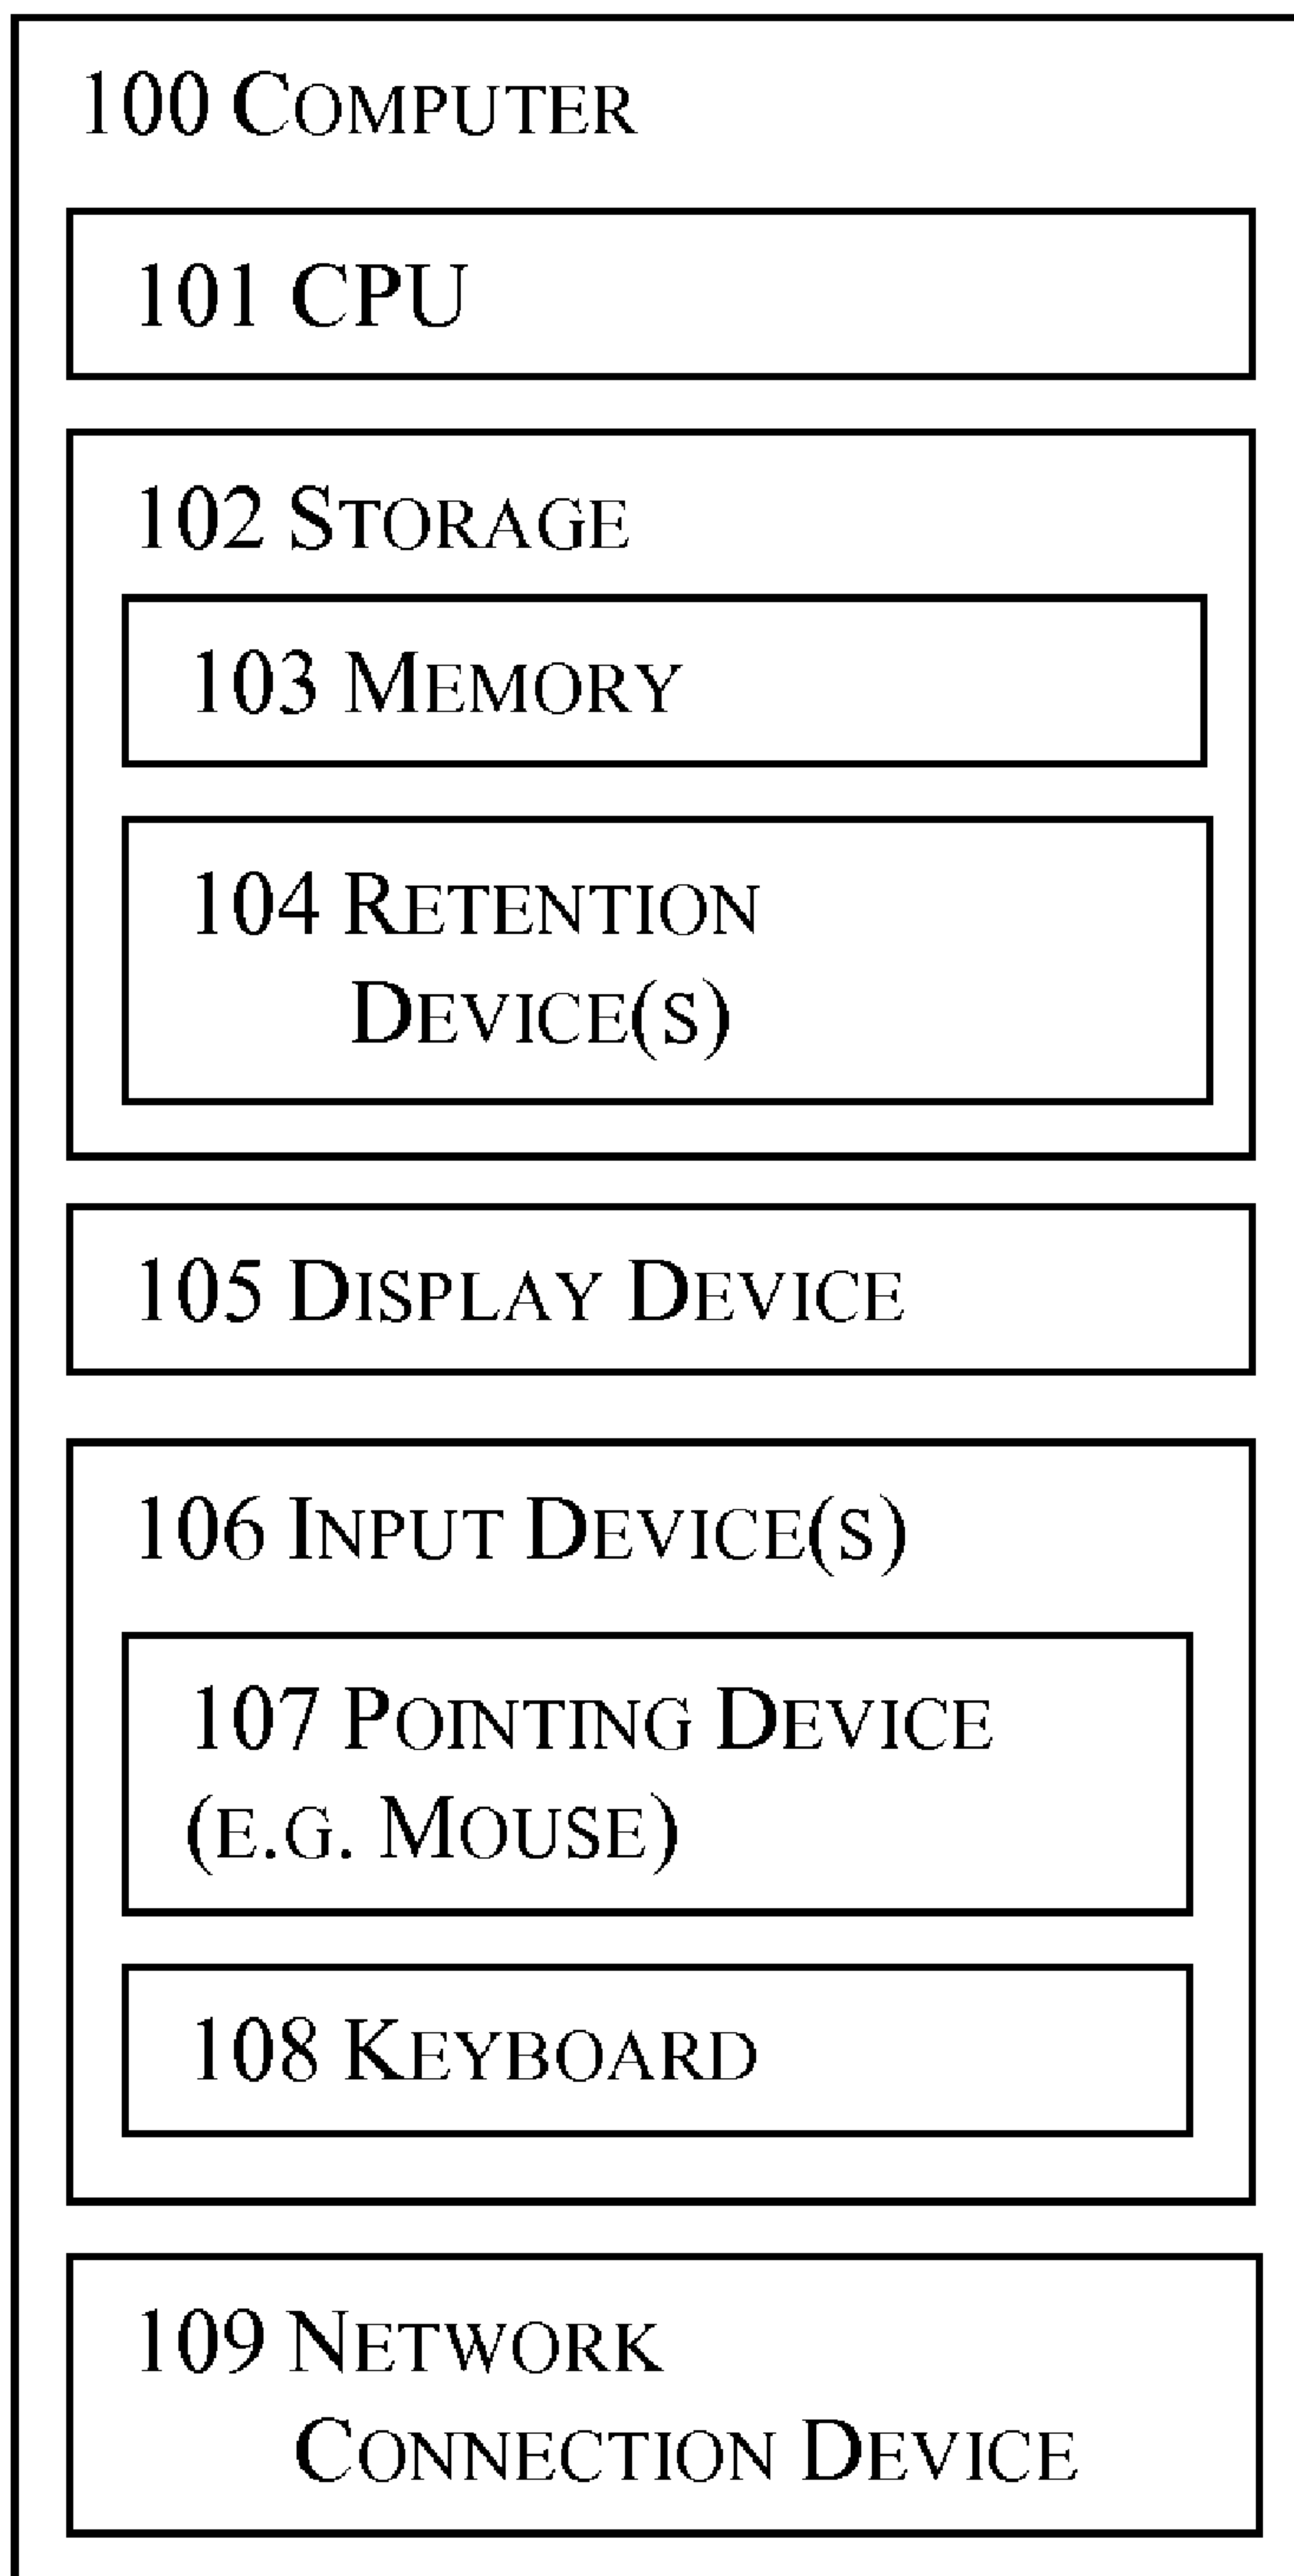 100 COMPUTER
101 CPU
102 STORAGE
103 MEMORY
104 RETENTION
DEVICE(S)
105 DISPLAY DEVICE
106 INPUT DEVICE(S)
107 POINTING DEVICE
(E.G. MOUSE)
108 KEYBOARD
109 NETWORK
CONNECTION DEVICE